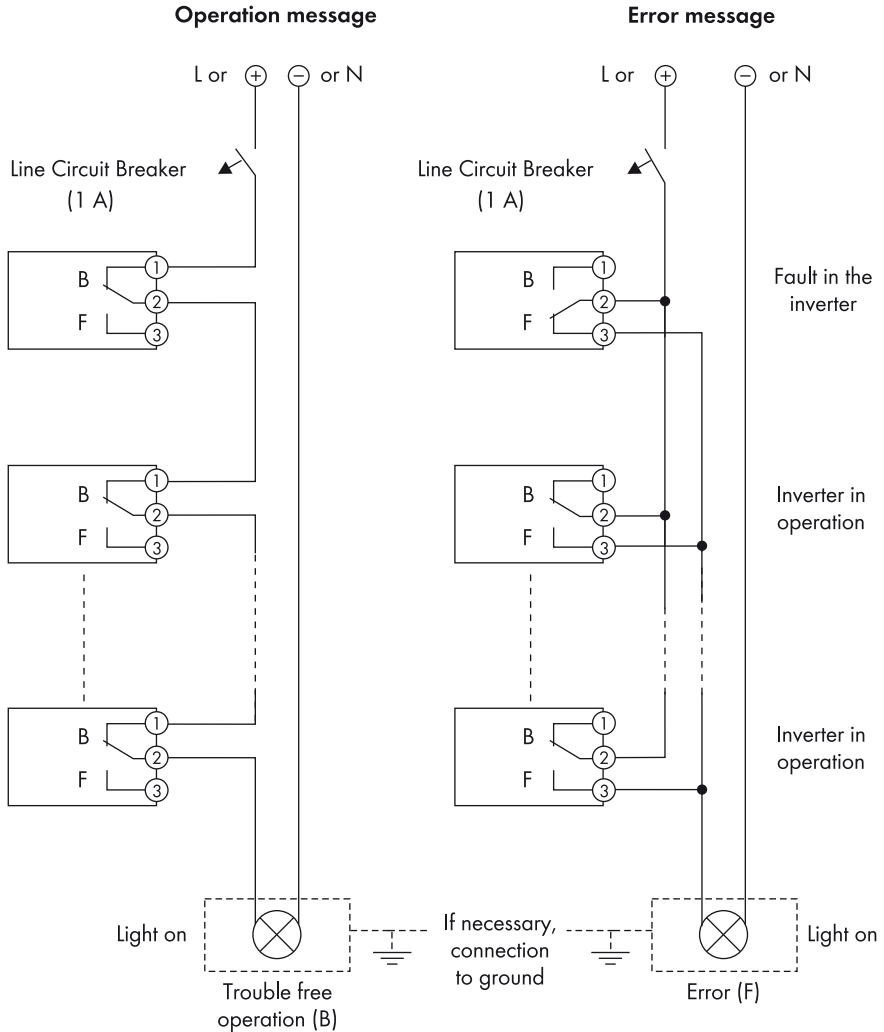 Operation message
Error message
L or + − or N
L or + − or N
Line Circuit Breaker
(1 A)
Line Circuit Breaker
(1 A)
B
F
1
2
3
B
F
1
2
3
Fault in the
inverter
B
F
1
2
3
B
F
1
2
3
Inverter in
operation
B
F
1
2
3
B
F
1
2
3
Inverter in
operation
Light on
If necessary,
connection
to ground
Light on
Trouble free
operation (B)
Error (F)